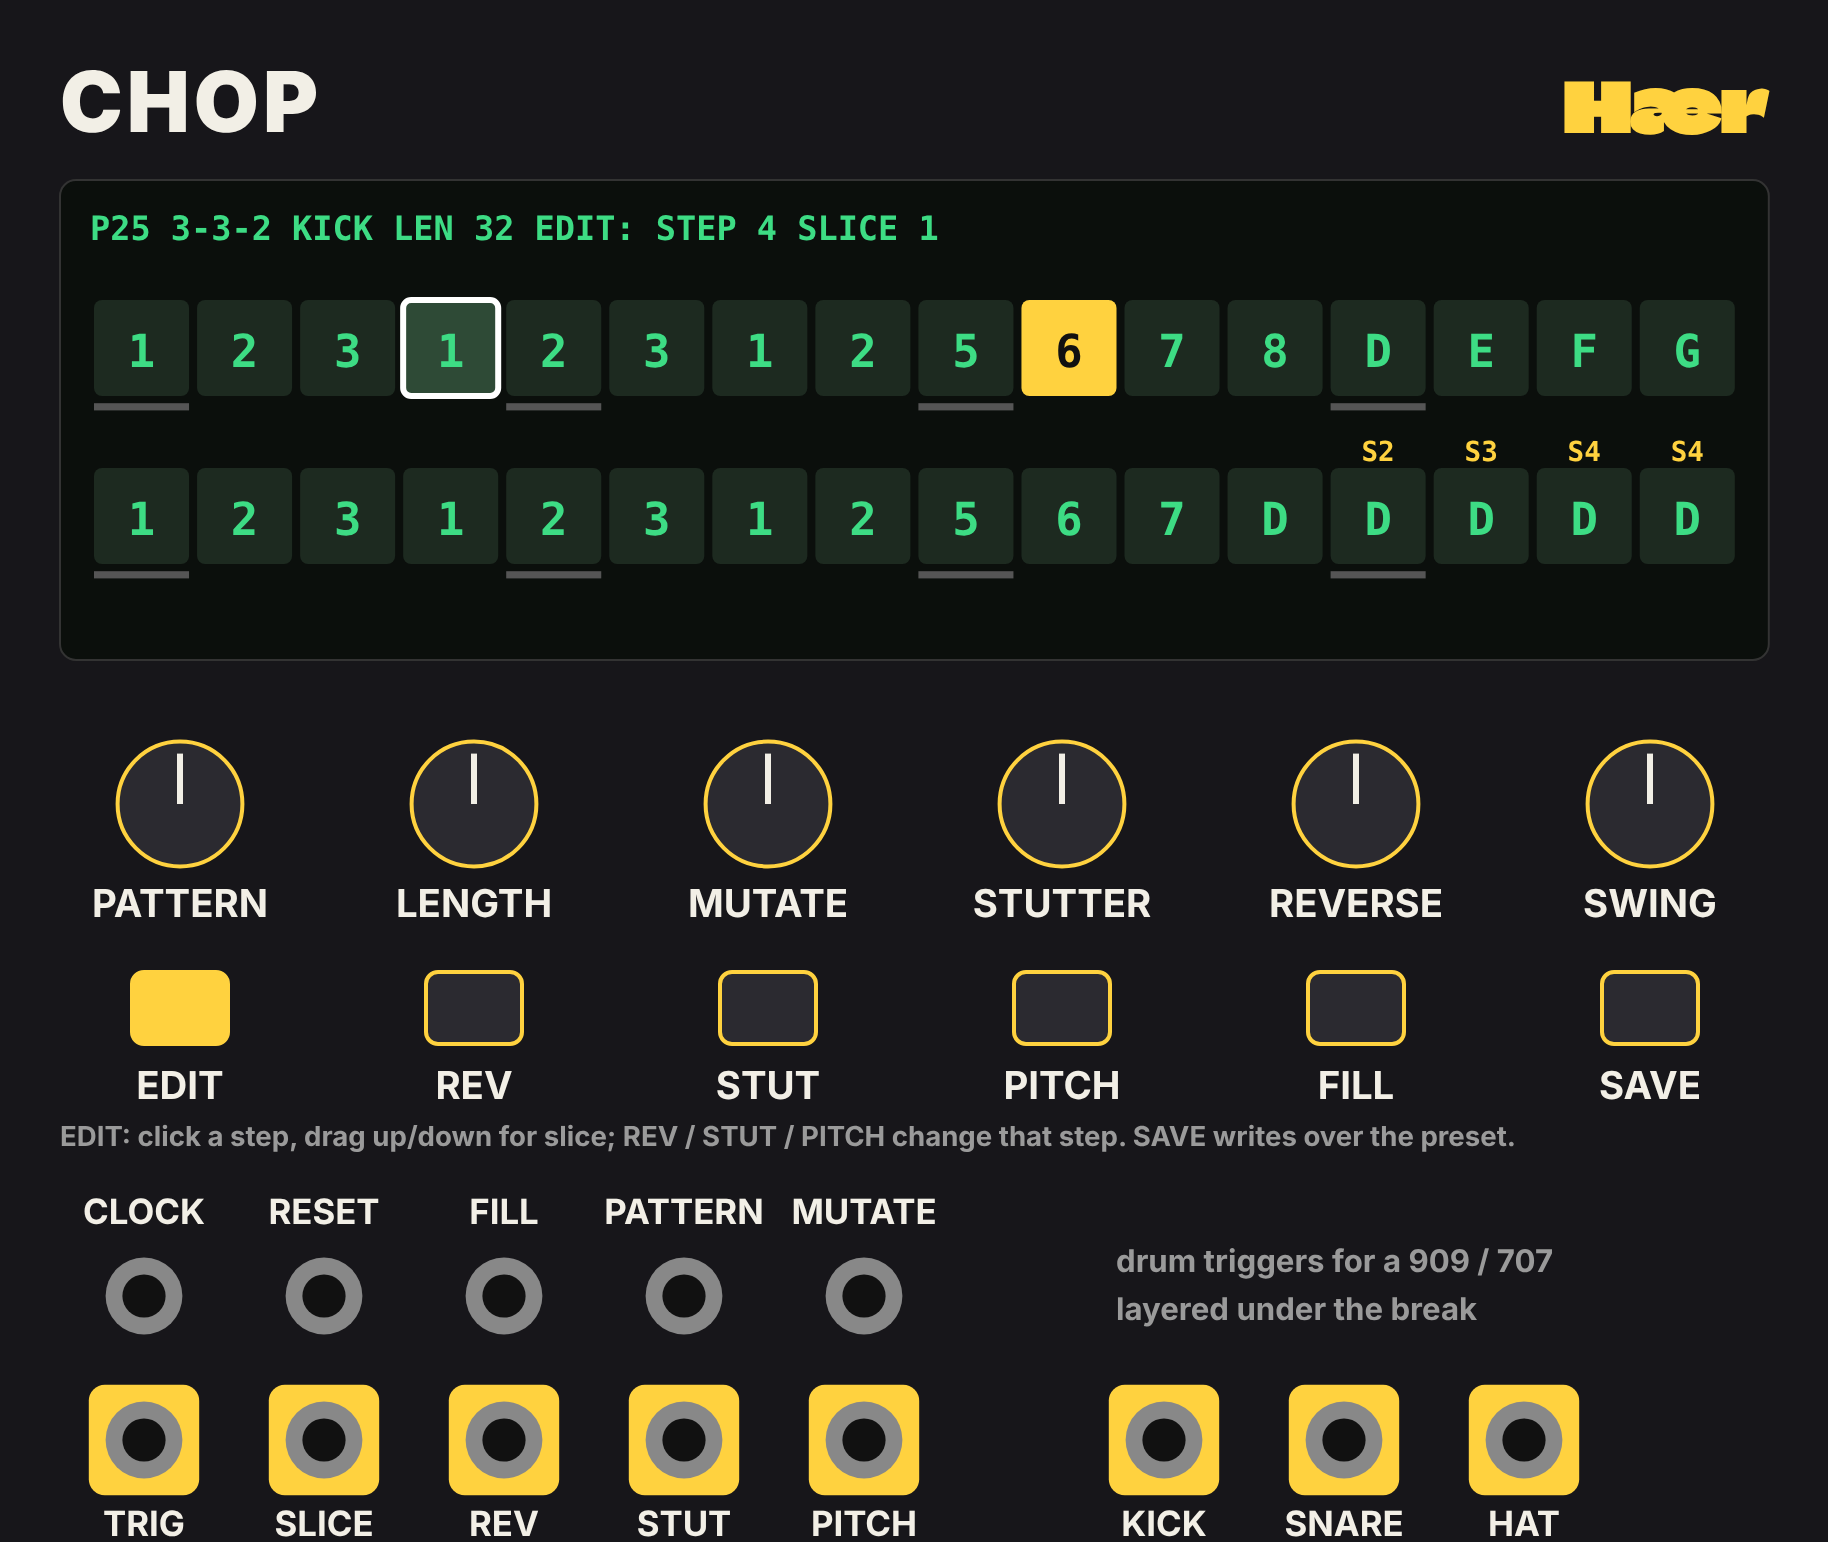 CHOP
Haer
P25 3-3-2 KICK LEN 32 EDIT: STEP 4 SLICE 1
1 2 3 1 2 3 1 2 5 6 7 8 D E F G
S2 S3 S4 S4
1 2 3 1 2 3 1 2 5 6 7 D D D D D
PATTERN LENGTH MUTATE STUTTER REVERSE SWING
EDIT REV STUT PITCH FILL SAVE
EDIT: click a step, drag up/down for slice; REV / STUT / PITCH change that step. SAVE writes over the preset.
CLOCK RESET FILL PATTERN MUTATE
drum triggers for a 909 / 707
layered under the break
TRIG SLICE REV STUT PITCH KICK SNARE HAT